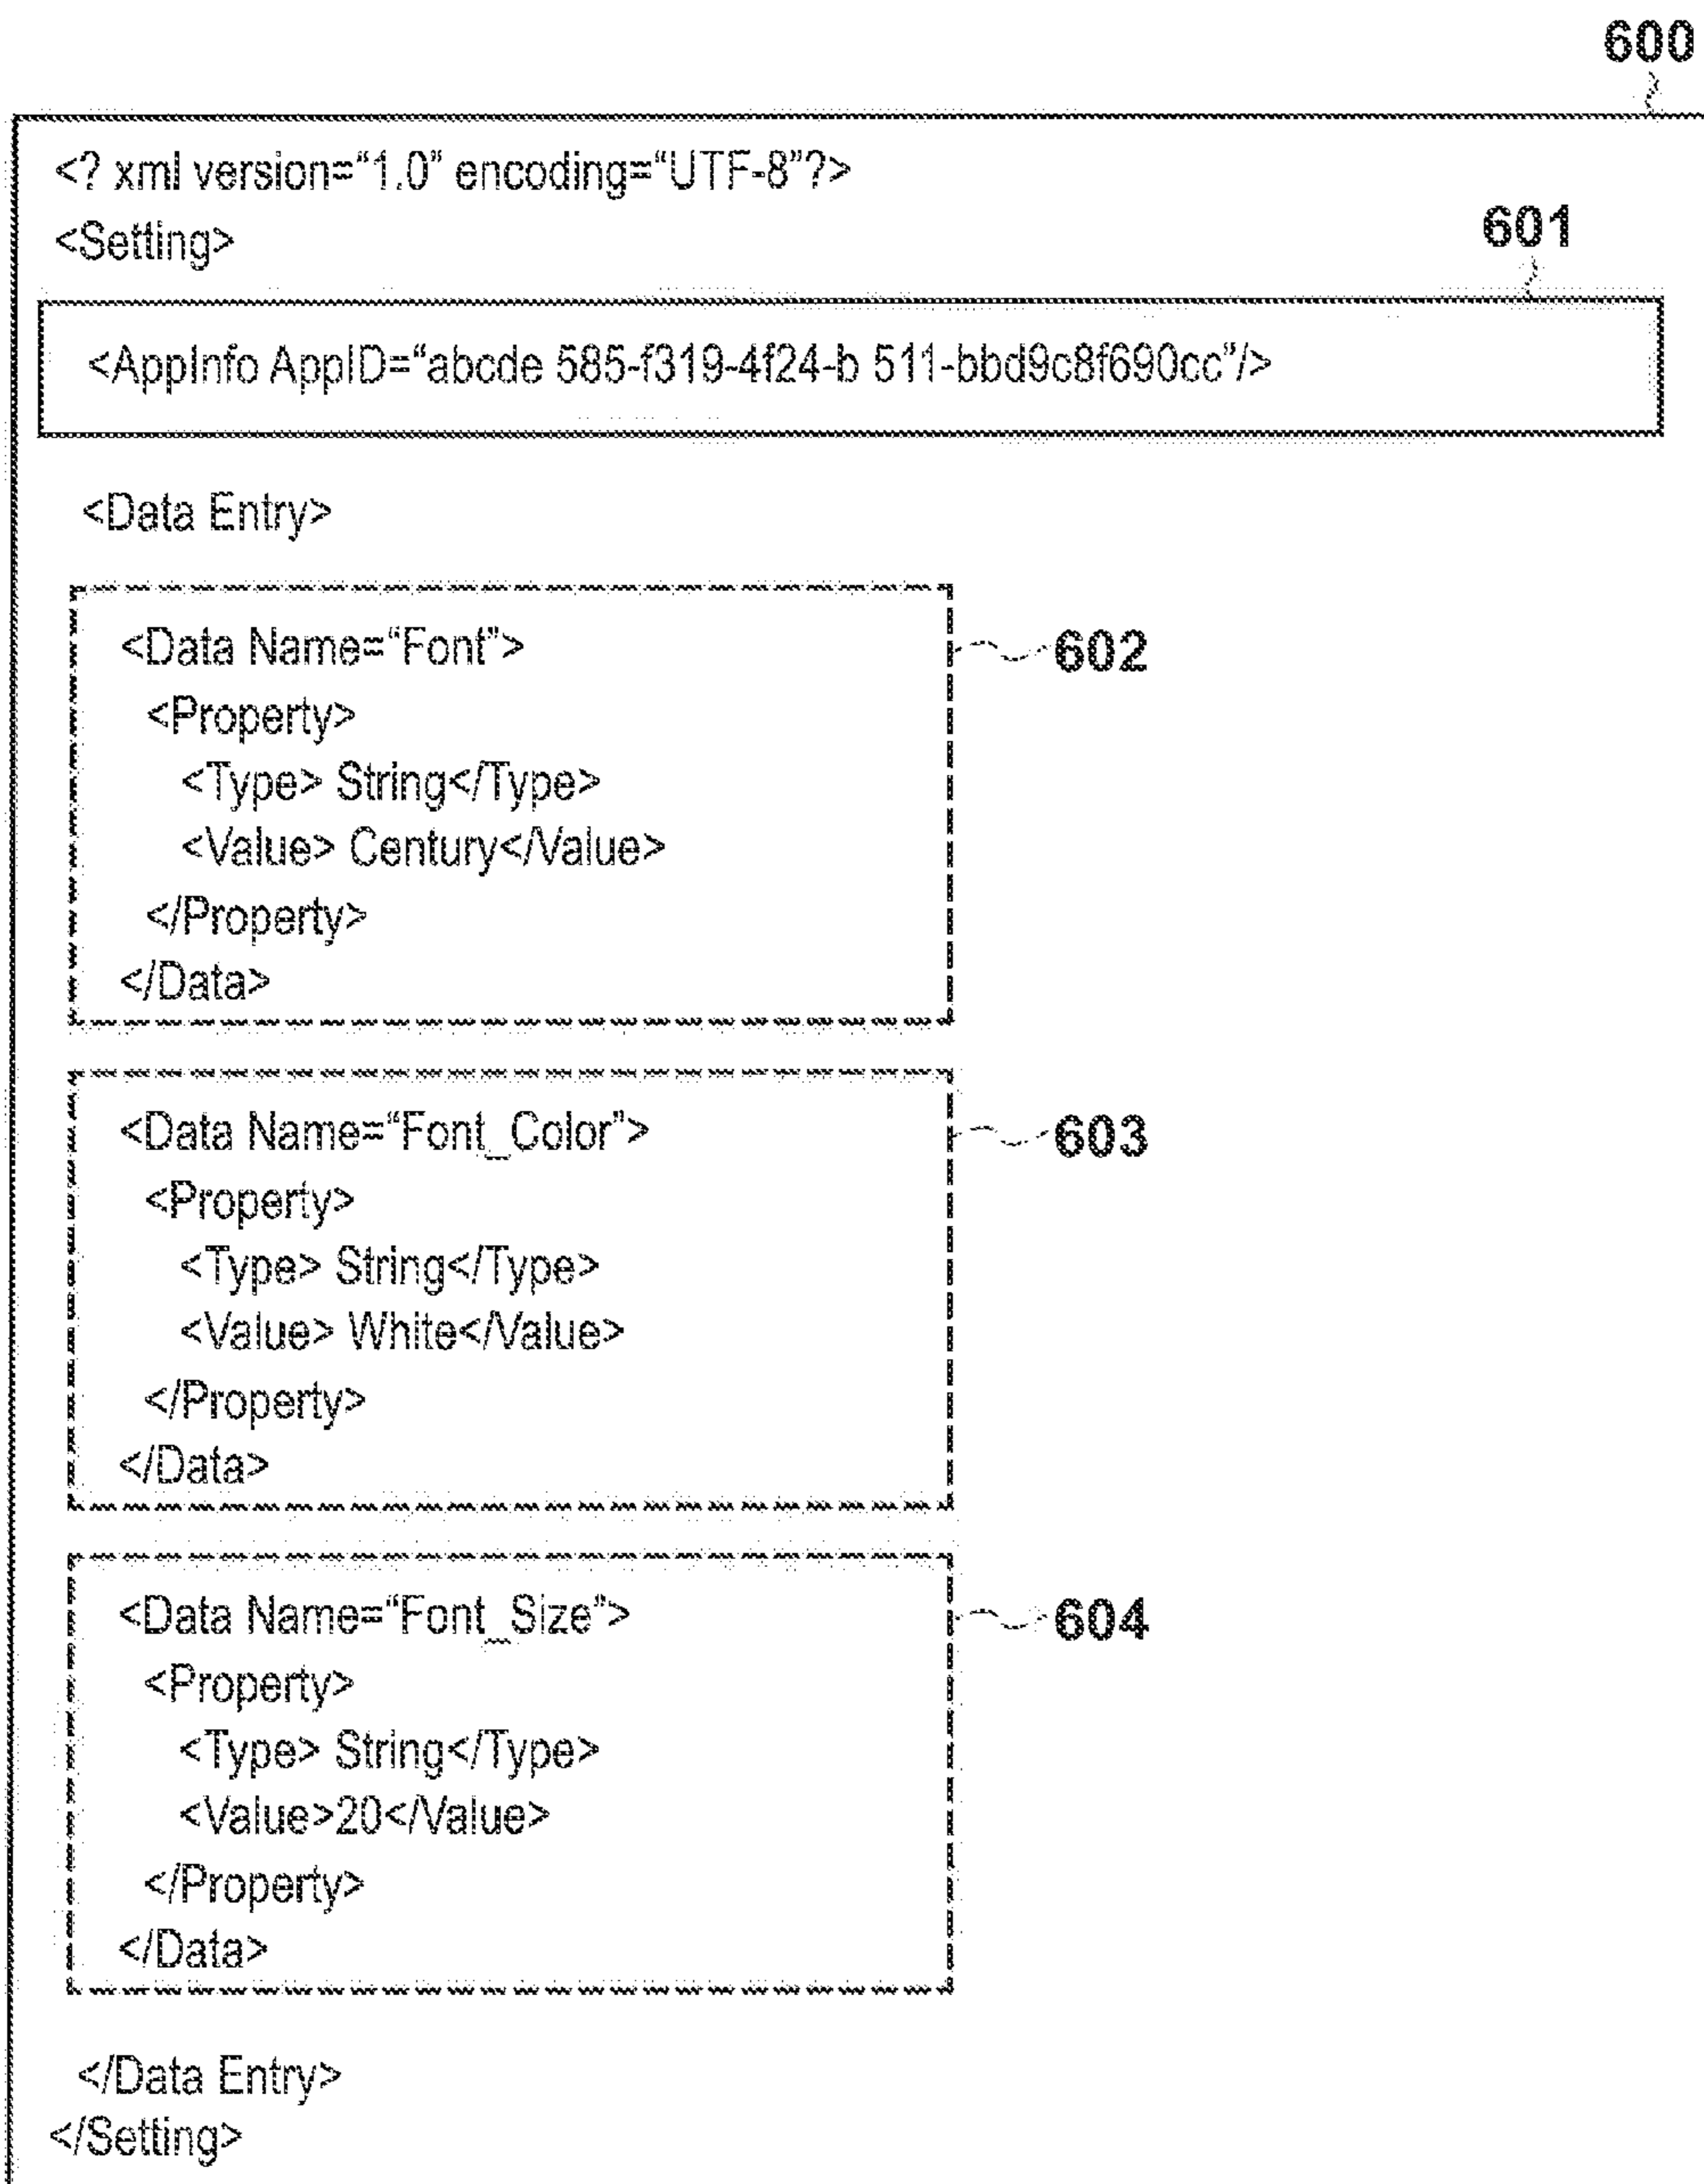 600
<? xml version=“1.0” encoding=“UTF-8”?>
<Setting>
601
<AppInfo AppID=“abcde 585-f319-4f24-b 511-bbd9c8f690cc”/>
<Data Entry>
<Data Name=“Font”>
602
<Property>
<Type> String</Type>
<Value> Century</Value>
</Property>
</Data>
<Data Name=“Font_Color”>
603
<Property>
<Type> String</Type>
<Value> White</Value>
</Property>
</Data>
<Data Name=“Font_Size”>
604
<Property>
<Type> String</Type>
<Value>20</Value>
</Property>
</Data>
</Data Entry>
</Setting>